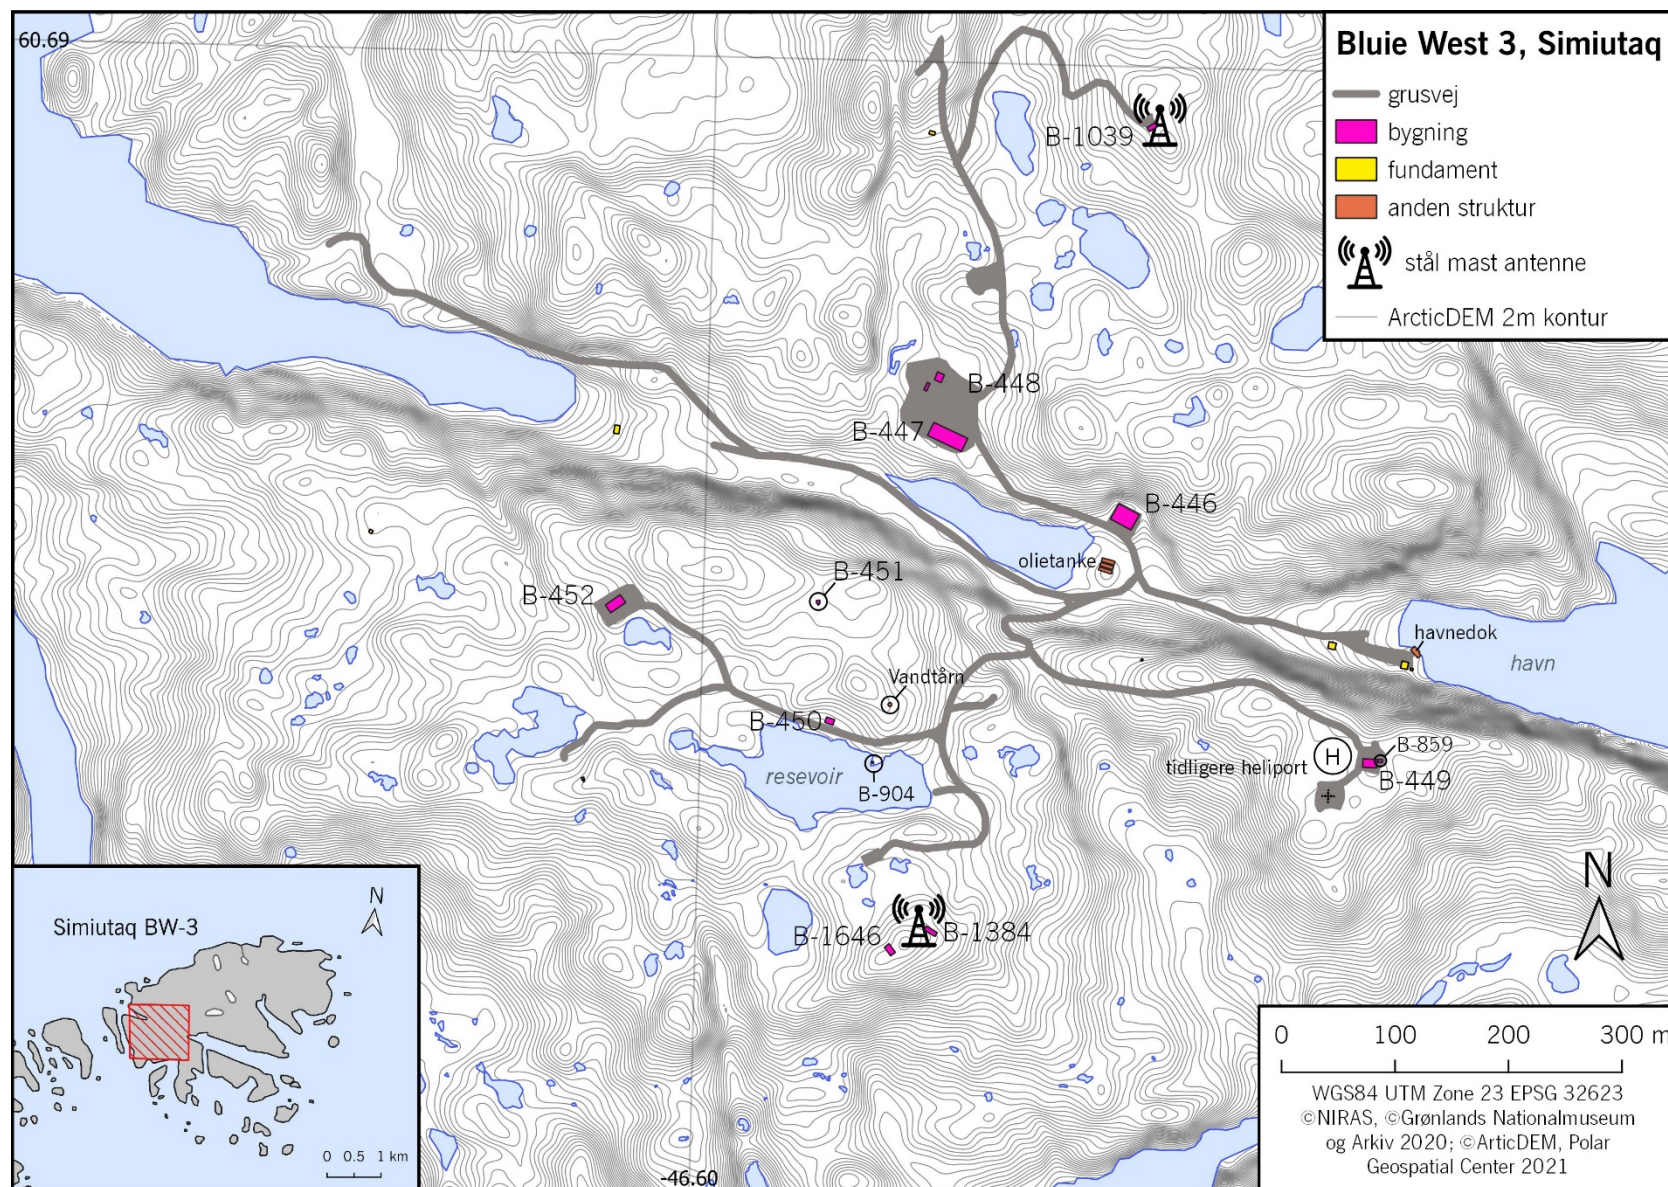 60.69
Bluie West 3, Simiutaq
grusvej
bygning
fundament
anden struktur
stål mast antenne
ArcticDEM 2m kontur
B-1039
B-448
B-447
B-446
olietanke
B-451
B-452
havnedok
havn
Vandtårn
B-450
resevoir
B-904
H
tidligere heliport
B-859
B-449
B-1646
B-1384
N
Simiutaq BW-3
N
0 0.5 1 km
-46.60
0 100 200 300 m
WGS84 UTM Zone 23 EPSG 32623
©NIRAS, ©Grønlands Nationalmuseum
og Arkiv 2020; ©ArticDEM, Polar
Geospatial Center 2021